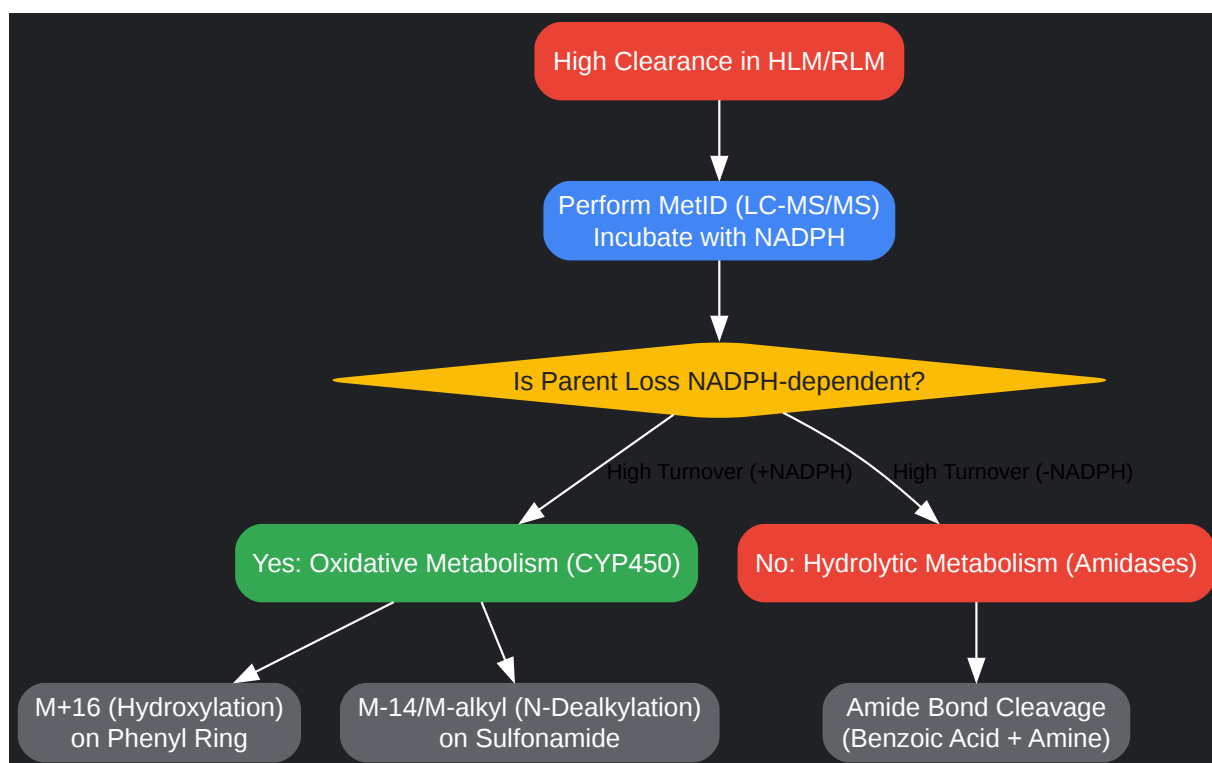 High Clearance in HLM/RLM
Perform MetID (LC-MS/MS)
Incubate with NADPH
Is Parent Loss NADPH-dependent?
High Turnover (+NADPH)
High Turnover (-NADPH)
Yes: Oxidative Metabolism (CYP450)
No: Hydrolytic Metabolism (Amidases)
M+16 (Hydroxylation)
on Phenyl Ring
M-14/M-alkyl (N-Dealkylation)
on Sulfonamide
Amide Bond Cleavage
(Benzoic Acid + Amine)